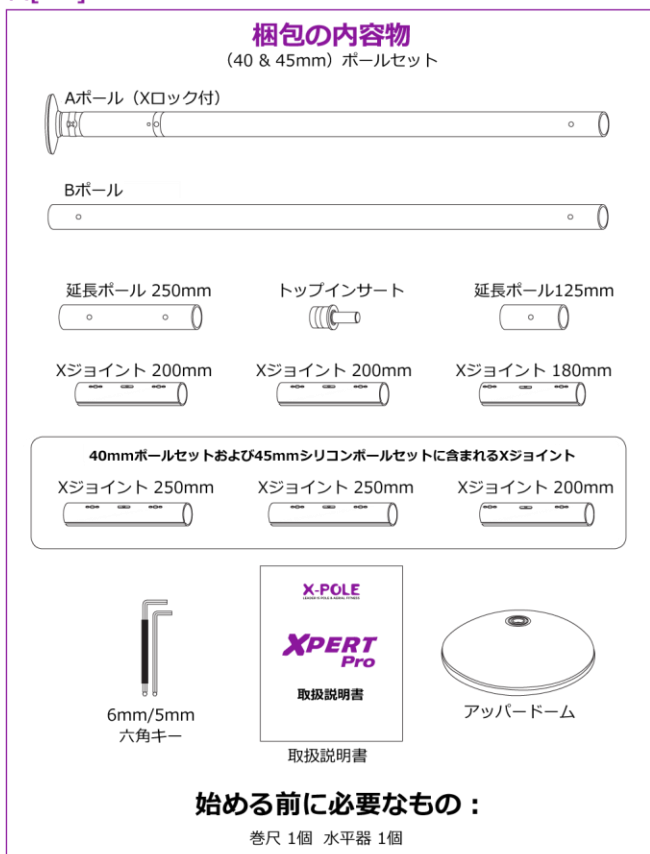 梱包の内容物
（40 & 45mm）ポールセット
Aポール（Xロック付）
Bポール
延長ポール 250mm
トップインサート
延長ポール125mm
Xジョイント 200mm
Xジョイント 200mm
Xジョイント 180mm
40mmポールセットおよび45mmシリコンポールセットに含まれるXジョイント
Xジョイント 250mm
Xジョイント 250mm
Xジョイント 200mm
X-POLE
XPERT
Pro
取扱説明書
6mm/5mm
六角キー
取扱説明書
アッパードーム
始める前に必要なもの：
巻尺 1個 水平器 1個